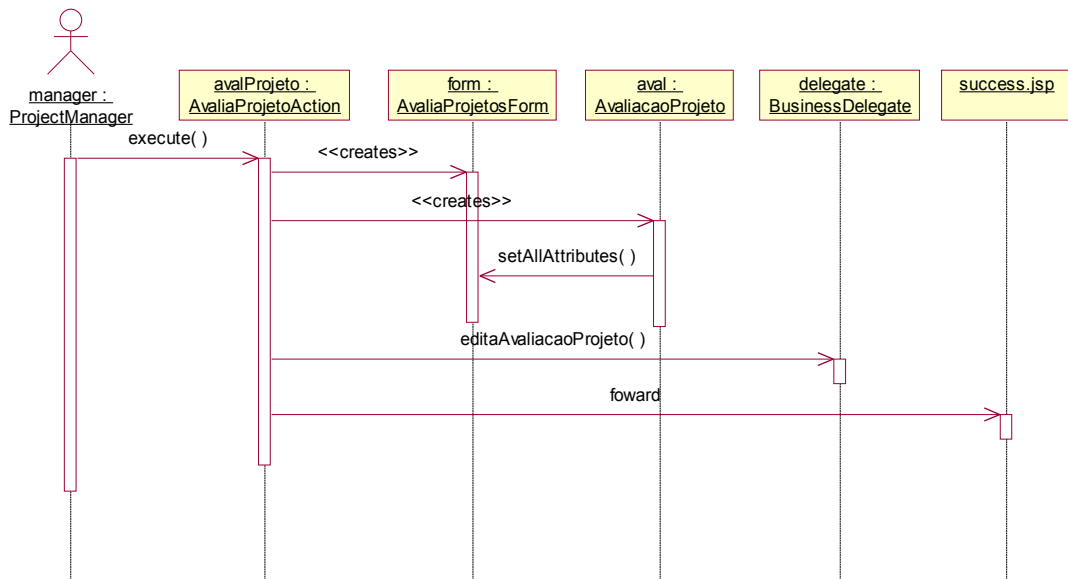 manager :
ProjectManager
avalProjeto :
AvaliaProjetoAction
form :
AvaliaProjetosForm
aval :
AvaliacaoProjeto
delegate :
BusinessDelegate
success.jsp
execute( )
<<creates>>
<<creates>>
setAllAttributes( )
editaAvaliacaoProjeto( )
foward